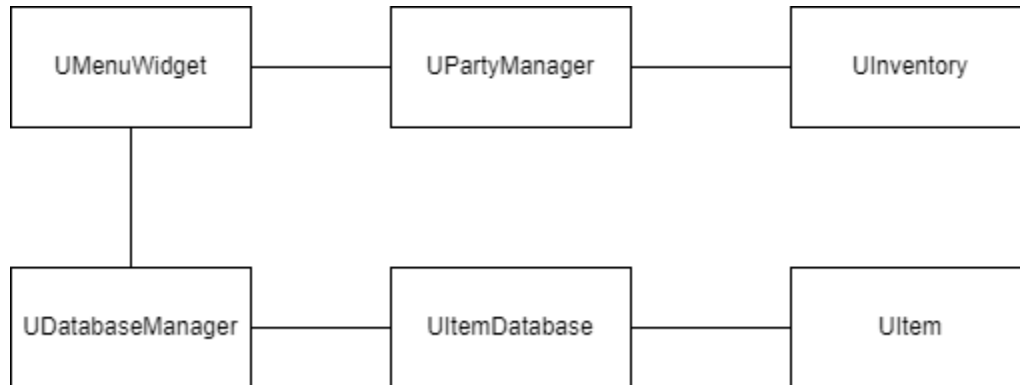 UMenuWidget
UPartyManager
UInventory
UDatabaseManager
UItemDatabase
UItem